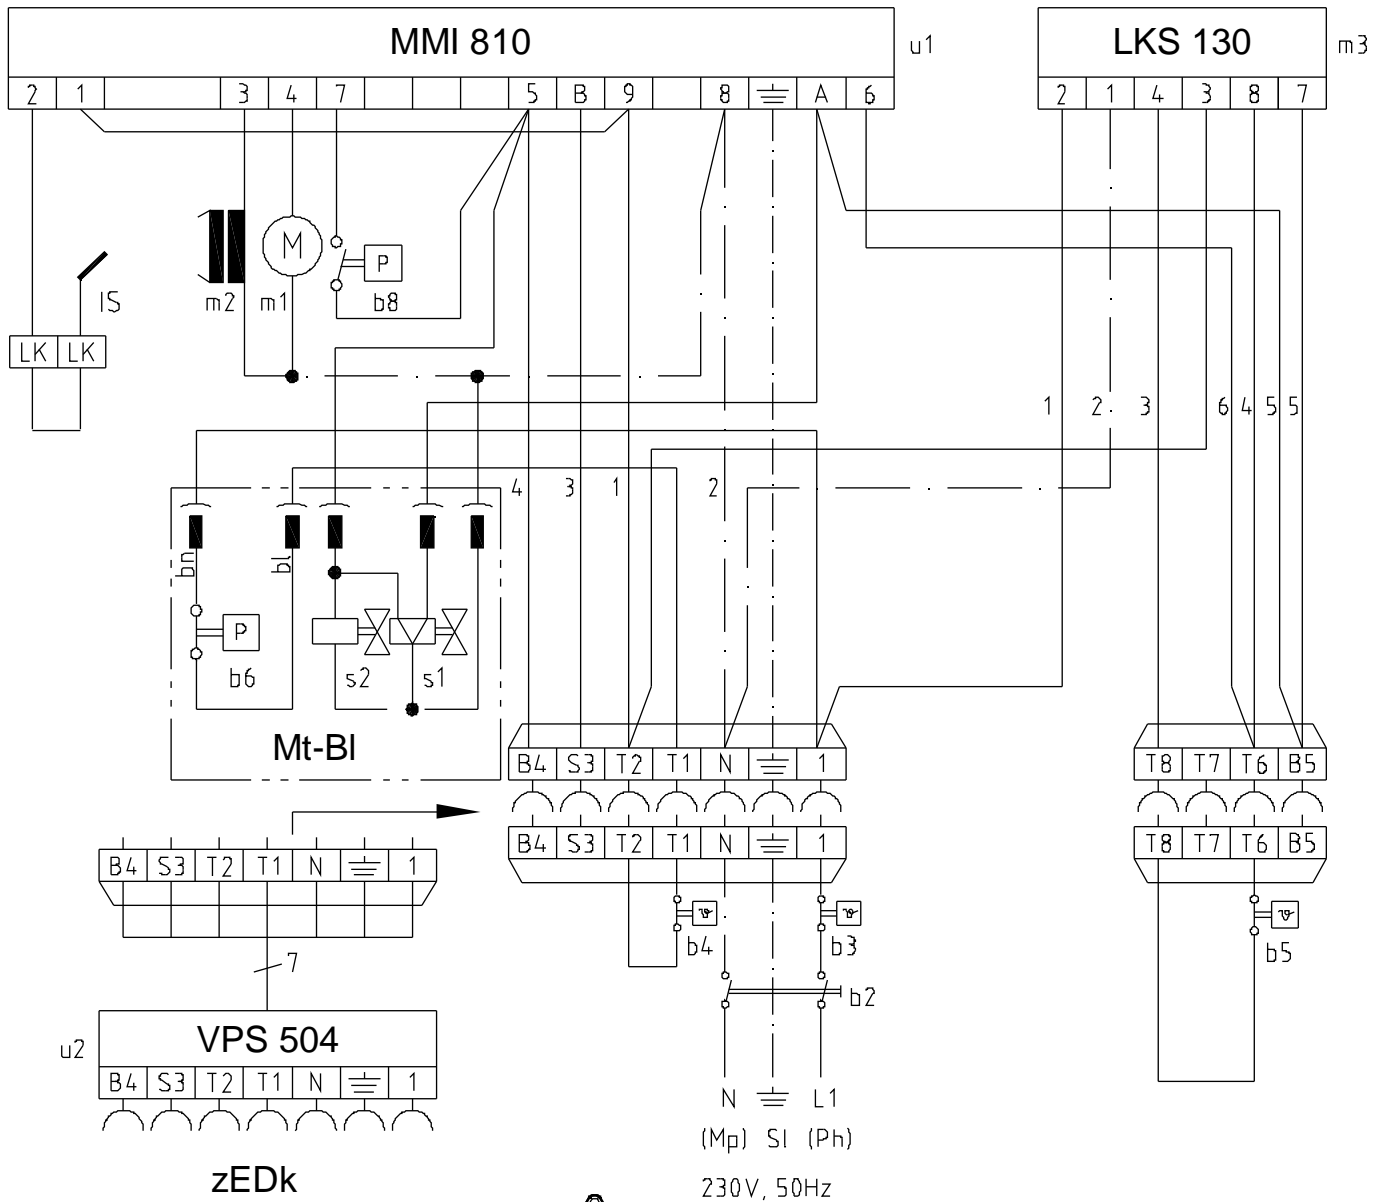 MMI 810 u1 LKS 130 m3
2 1 3 4 7 5 B 9 8 A 6 2 1 4 3 8 7
M P
IS m2 m1 b8
LK LK
1 2 3 6 4 5 5
4 3 1 2
bn bl
P
b6 s2 s1
Mt-Bl
B4 S3 T2 T1 N 1 T8 T7 T6 B5
B4 S3 T2 T1 N 1 T8 T7 T6 B5
B4 S3 T2 T1 N 1
ϑ ϑ ϑ
b4 b3 b5
7
b2
VPS 504
u2
B4 S3 T2 T1 N 1
N L1
(Mp) Sl (Ph)
zEDk
230V, 50Hz